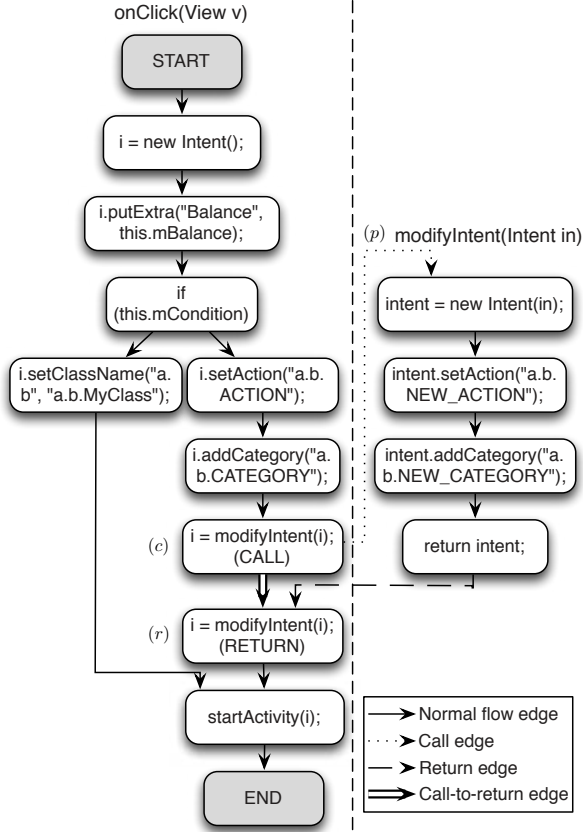 onClick(View v)
START
i = new Intent();
i.putExtra("Balance",
this.mBalance);
if
(this.mCondition)
i.setClassName("a.
b", "a.b.MyClass");
i.setAction("a.b.
ACTION");
i.addCategory("a.
b.CATEGORY");
(c)
i = modifyIntent(i);
(CALL)
(r)
i = modifyIntent(i);
(RETURN)
startActivity(i);
END
(p) modifyIntent(Intent in)
intent = new Intent(in);
intent.setAction("a.b.
NEW_ACTION");
intent.addCategory("a.
b.NEW_CATEGORY");
return intent;
Normal flow edge
Call edge
Return edge
Call-to-return edge